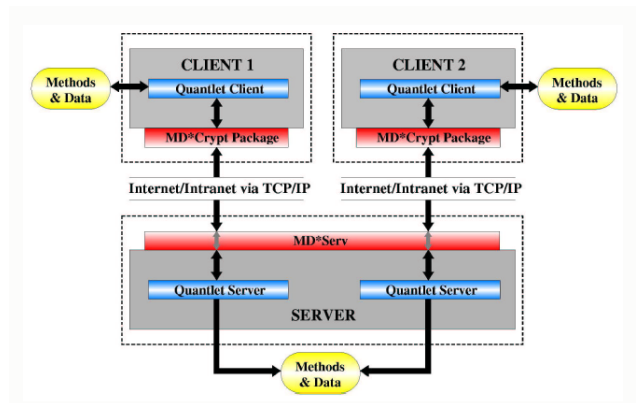 CLIENT 1
CLIENT 2
Methods
& Data
Quantlet Client
Quantlet Client
Methods
& Data
MD*Crypt Package
MD*Crypt Package
Internet/Intranet via TCP/IP
Internet/Intranet via TCP/IP
MD*Serv
Quantlet Server
Quantlet Server
SERVER
Methods
& Data